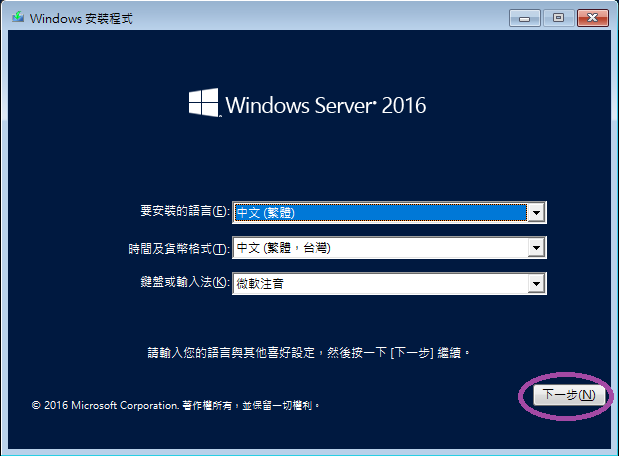 Windows 安裝程式
Windows Server® 2016
要安裝的語言(E): 中文 (繁體)
時間及貨幣格式(T): 中文 (繁體，台灣)
鍵盤或輸入法(K): 微軟注音
請輸入您的語言與其他喜好設定，然後按一下 [下一步] 繼續。
下一步(N)
© 2016 Microsoft Corporation. 著作權所有，並保留一切權利。